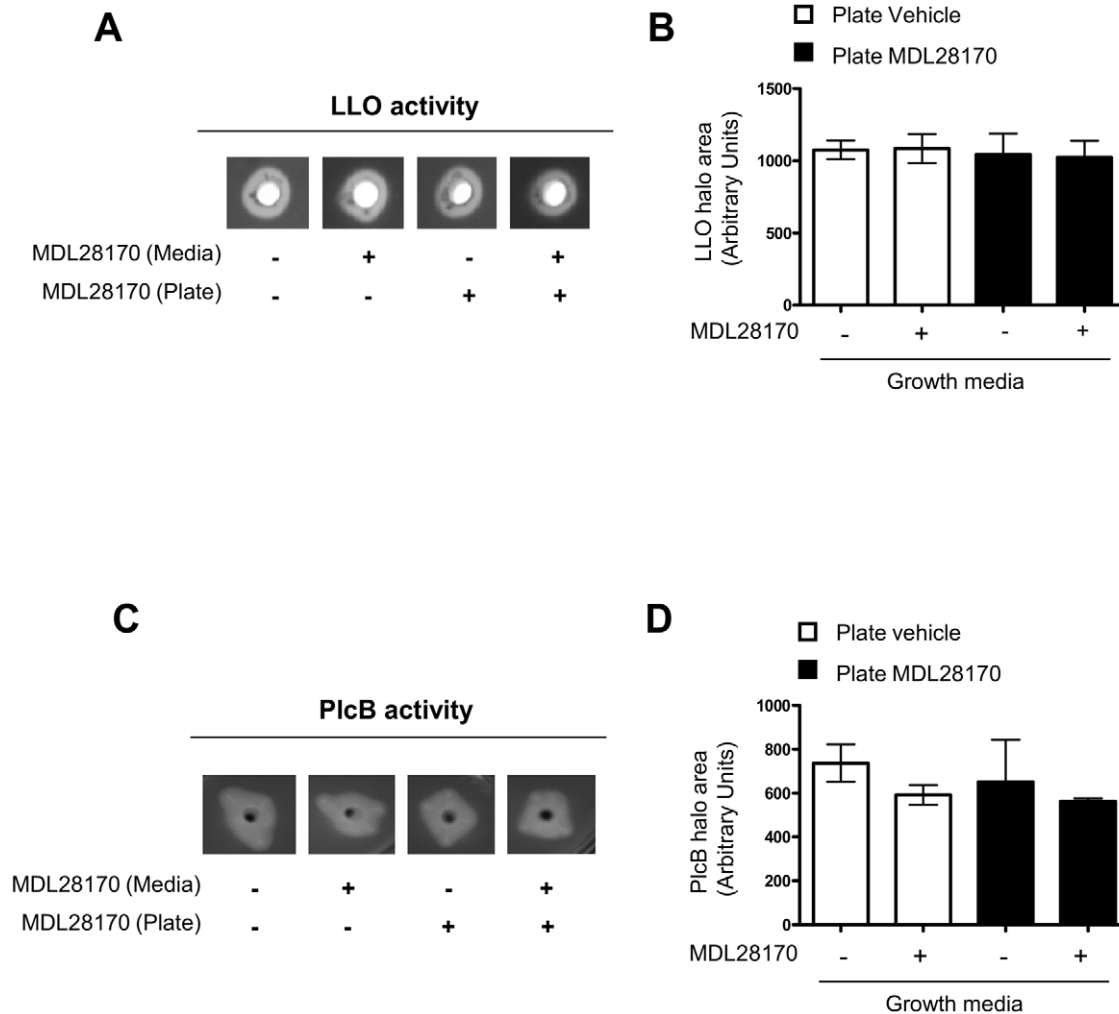 A
LLO activity
MDL28170 (Media) - + - +
MDL28170 (Plate) - - + +
B
Plate Vehicle
Plate MDL28170
LLO halo area
(Arbitrary Units)
1500
1000
500
0
MDL28170 - + - +
Growth media
C
PlcB activity
MDL28170 (Media) - + - +
MDL28170 (Plate) - - + +
D
Plate vehicle
Plate MDL28170
PlcB halo area
(Arbitrary Units)
1000
800
600
400
200
0
MDL28170 - + - +
Growth media